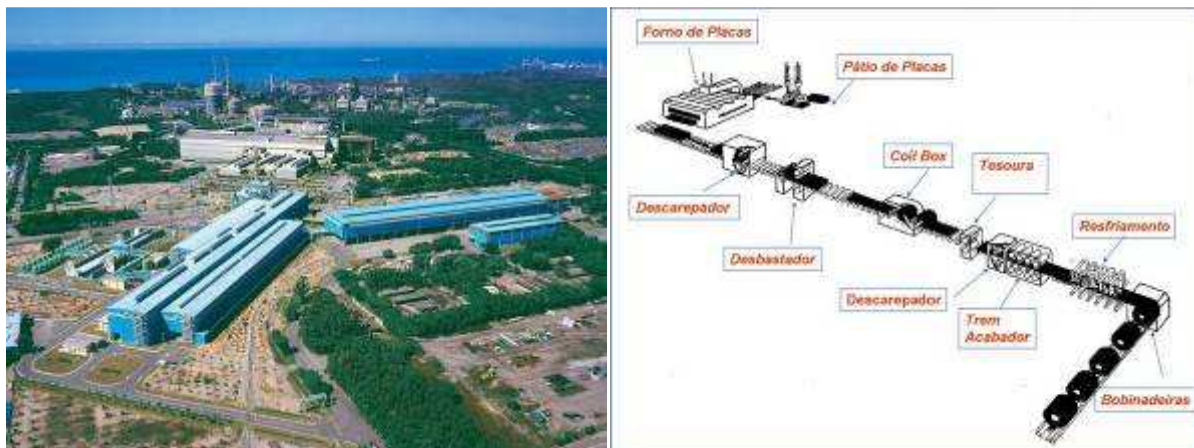 Forno de Placas
Pátio de Placas
Coil Box
Tesoura
Descarepador
Resfriamento
Desbastador
Descarepador
Trem
Acabador
Bobinadeiras